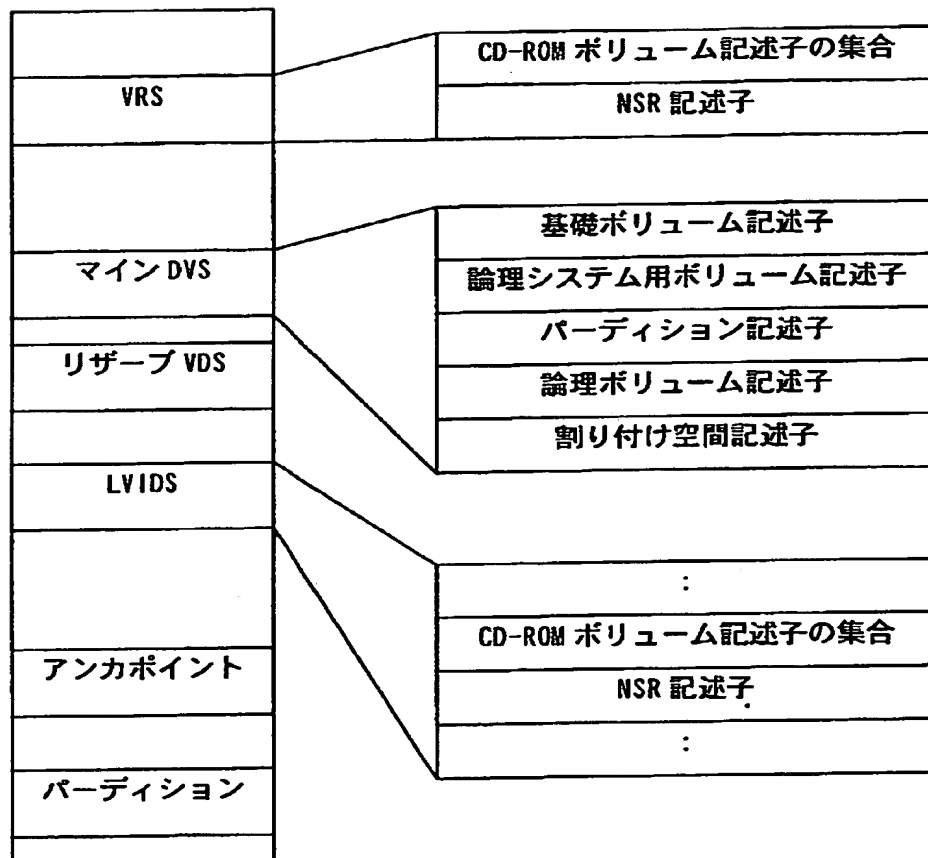 VRS
マインDVS
リザーブ VDS
LVIDS
アンカポイント
パーディション
CD-ROM ボリューム記述子の集合
NSR 記述子
基礎ボリューム記述子
論理システム用ボリューム記述子
パーディション記述子
論理ボリューム記述子
割り付け空間記述子
:
CD-ROM ボリューム記述子の集合
NSR 記述子
: